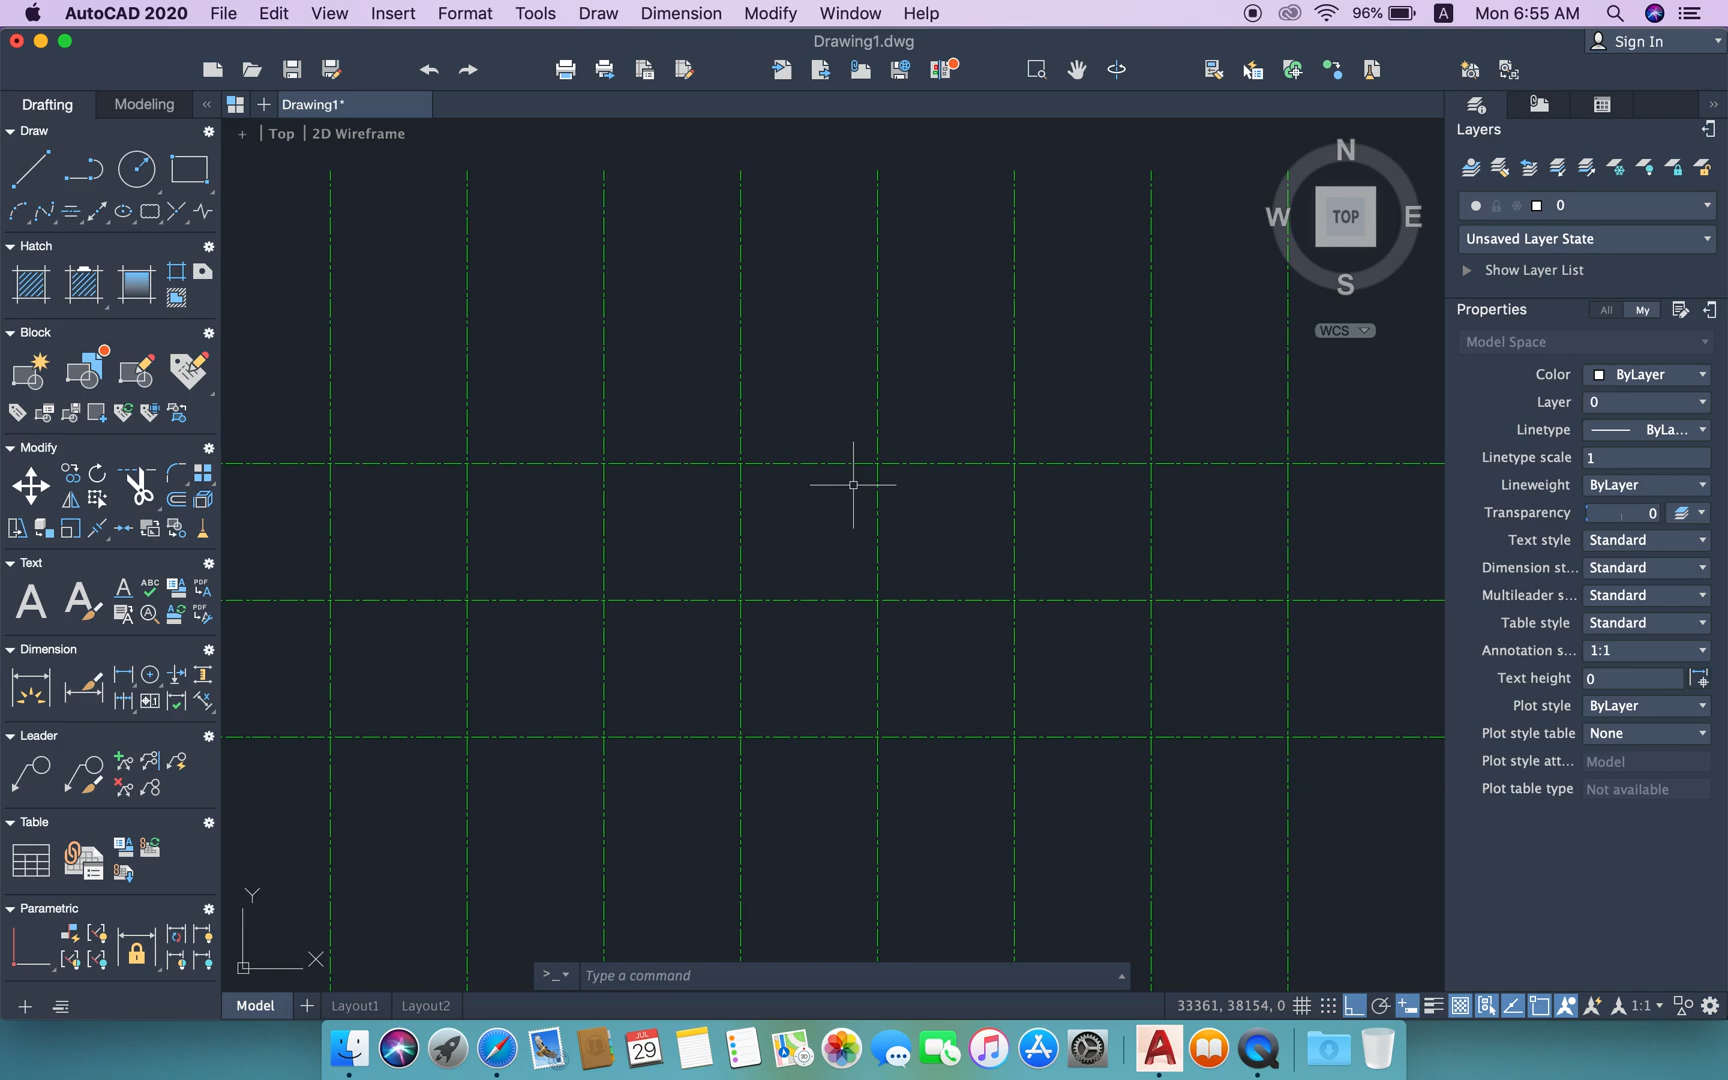 AutoCAD 2020 File Edit View Insert Format Tools Draw Dimension Modify Window Help 96% A Mon 6:55 AM
Drawing1.dwg
Sign In
Drafting Modeling
Drawing1*
Draw
+ | Top | 2D Wireframe
Layers
N
W TOP E
S
WCS
0
Unsaved Layer State
Show Layer List
Hatch
Block
Modify
Text
ABC
PDF
Dimension
Leader
Table
Parametric
Properties All My
Model Space
Color ByLayer
Layer 0
Linetype ByLa...
Linetype scale 1
Lineweight ByLayer
Transparency 0
Text style Standard
Dimension st... Standard
Multileader s... Standard
Table style Standard
Annotation s... 1:1
Text height 0
Plot style ByLayer
Plot style table None
Plot style att... Model
Plot table type Not available
Y
X
>_ Type a command
Model Layout1 Layout2
33361, 38154, 0
1:1
JUL
29